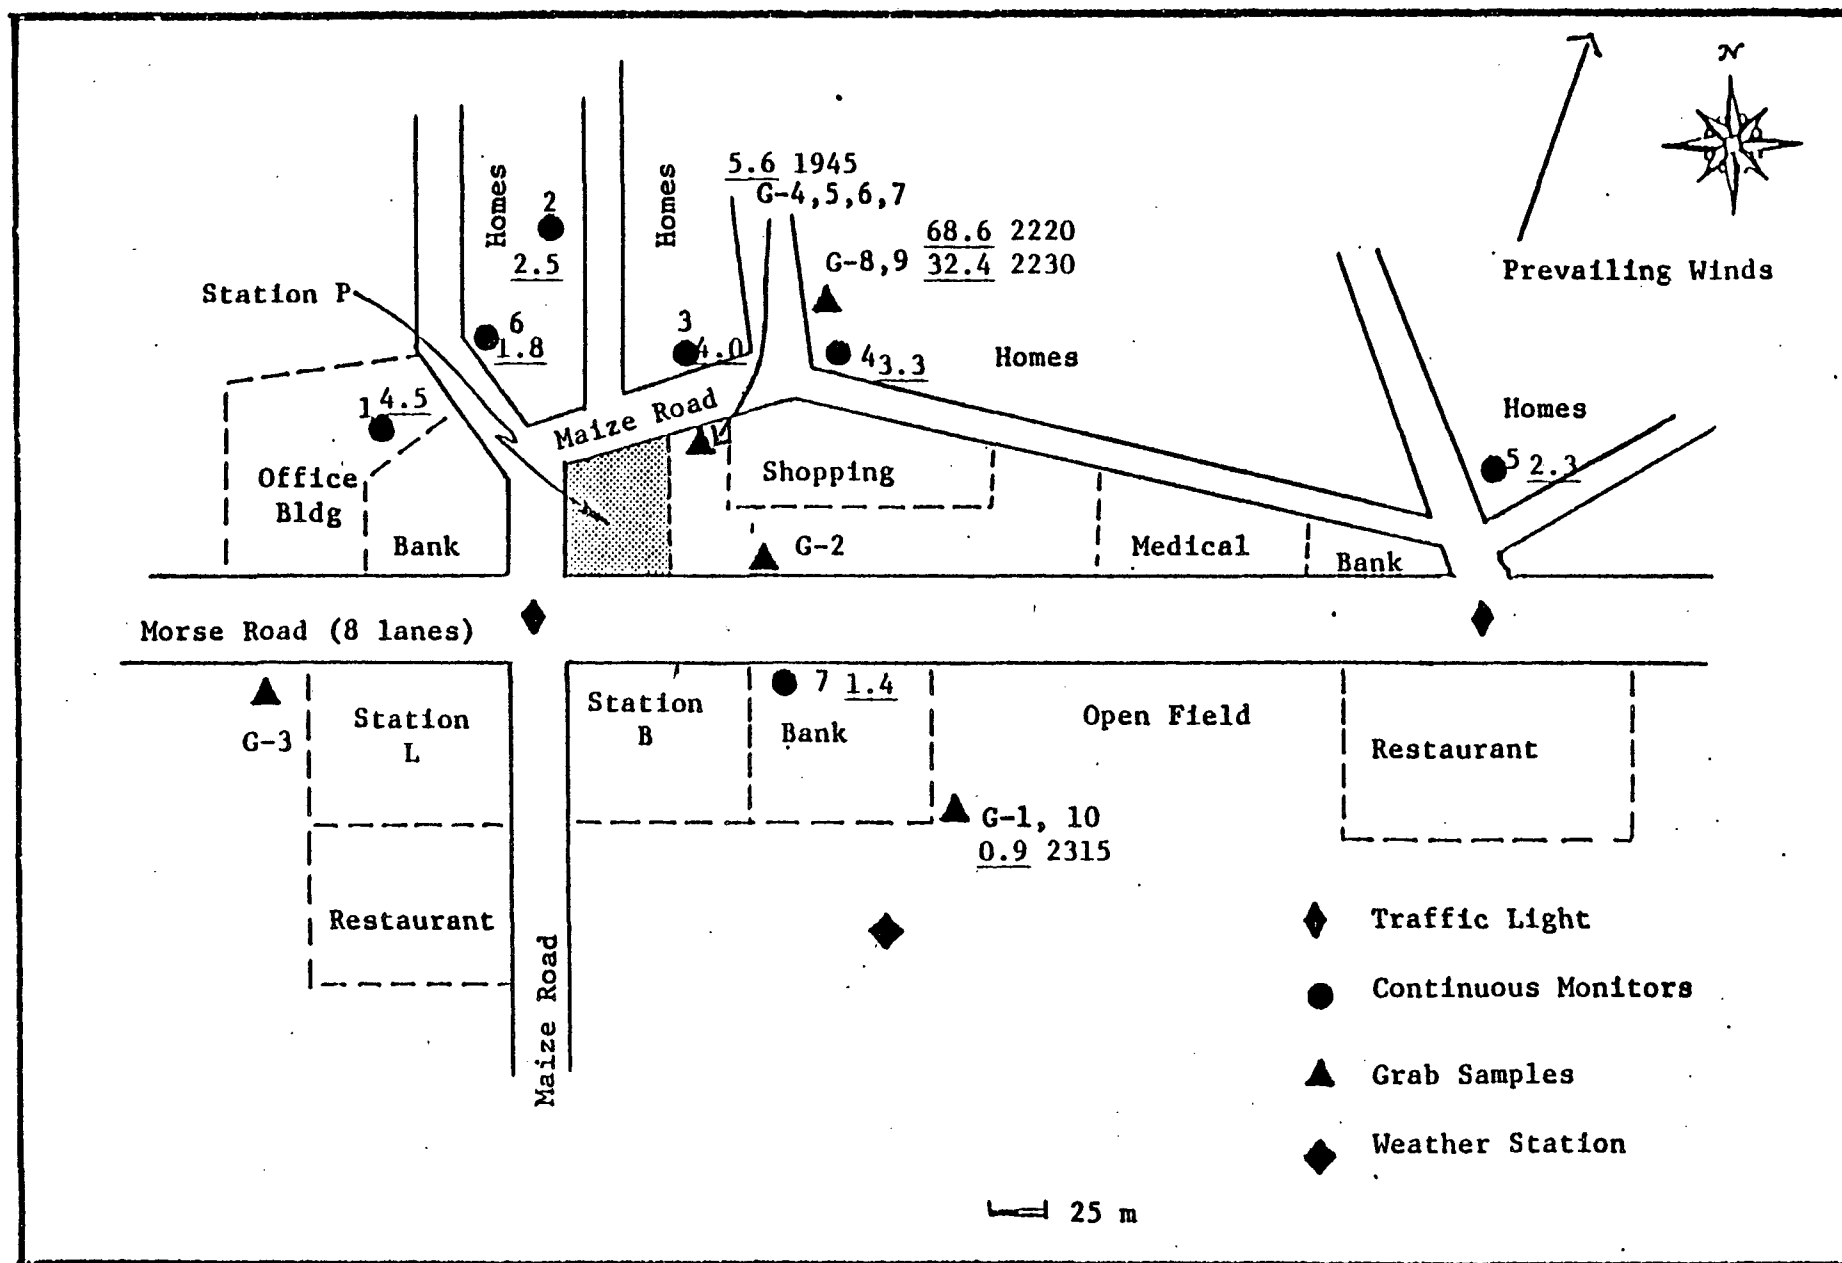 N
5.6 1945
G-4,5,6,7
Homes
Homes
2
68.6 2220
G-8,9 32.4 2230
2.5
Prevailing Winds
Station P
6
1.8
3
4.0
4 3.3
Homes
1 4.5
Maize Road
Homes
5 2.3
Office
Bldg
Shopping
Bank
G-2
Medical
Bank
Morse Road (8 lanes)
7 1.4
Station
L
Station
B
Bank
Open Field
G-3
Restaurant
G-1, 10
0.9 2315
Restaurant
Maize Road
Traffic Light
Continuous Monitors
Grab Samples
Weather Station
25 m